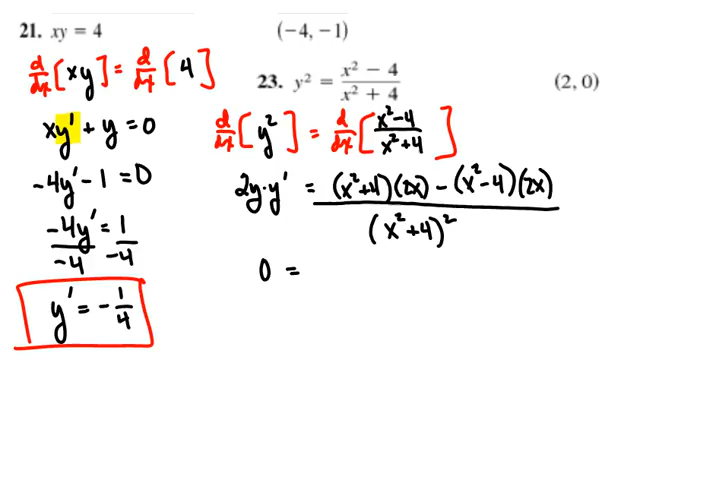 21. xy = 4
(-4, -1)
d/dx [xy] = d/dx [4]
xy' + y = 0
-4y' - 1 = 0
-4y' = 1
-4 -4
y' = -1/4
23. y² = x² - 4 / x² + 4
(2, 0)
d/dx [y²] = d/dx [x²-4 / x²+4]
2y·y' = (x²+4)(2x) - (x²-4)(2x) / (x²+4)²
0 =